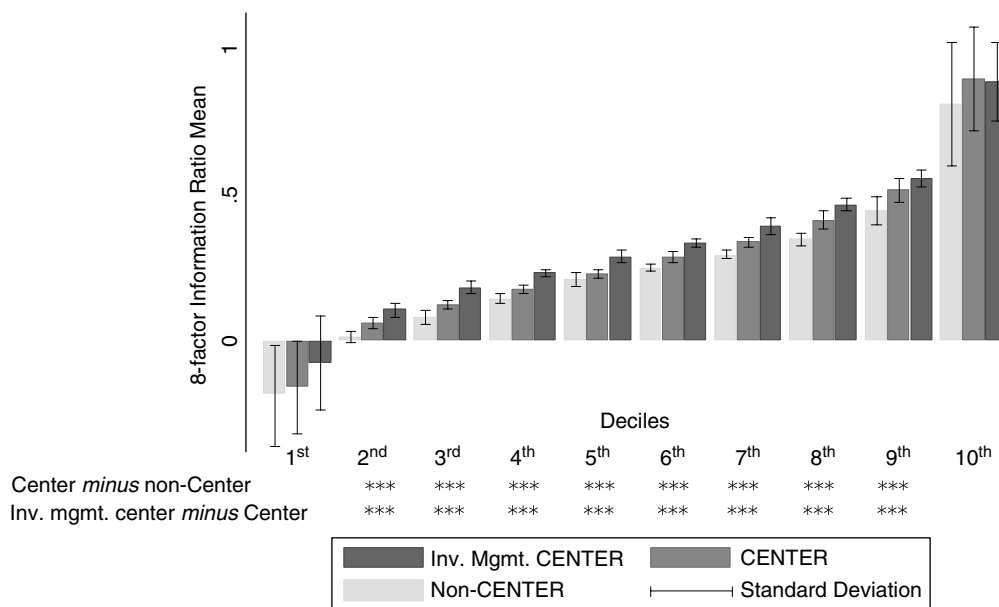 8-factor Information Ratio Mean
1
.5
0
Deciles
1st 2nd 3rd 4th 5th 6th 7th 8th 9th 10th
Center minus non-Center *** *** *** *** *** *** *** ***
Inv. mgmt. center minus Center *** *** *** *** *** *** *** ***
Inv. Mgmt. CENTER CENTER
Non-CENTER Standard Deviation